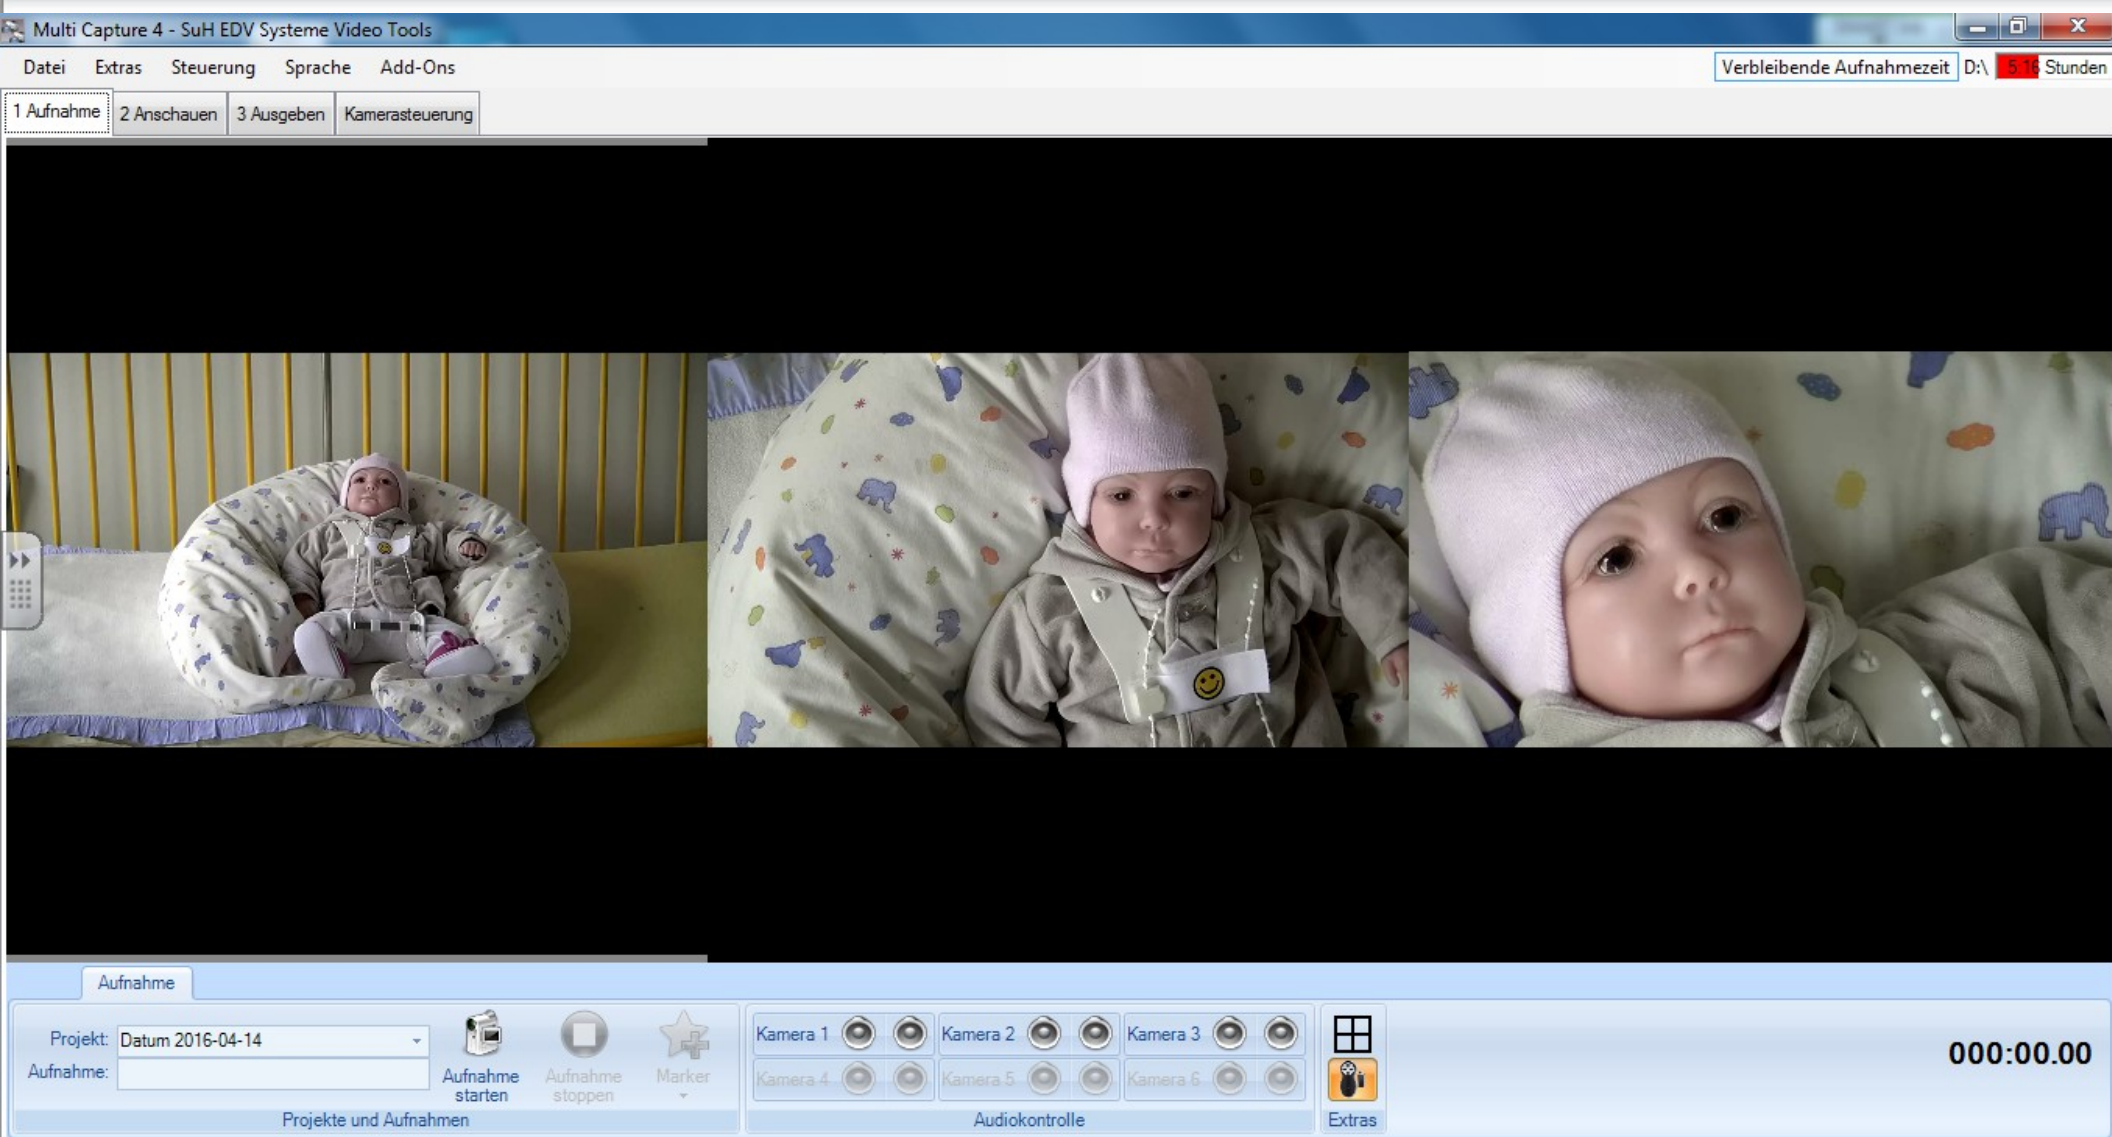 Multi Capture 4 - SuH EDV Systeme Video Tools
Datei Extras Steuerung Sprache Add-Ons
Verbleibende Aufnahmezeit D:\ 5:16 Stunden
1 Aufnahme 2 Anschauen 3 Ausgeben Kamerasteuerung
Aufnahme
Projekt: Datum 2016-04-14
Aufnahme:
Aufnahme starten
Aufnahme stoppen
Marker
Projekte und Aufnahmen
Kamera 1 Kamera 2 Kamera 3
Kamera 4 Kamera 5 Kamera 6
Audiokontrolle
Extras
000:00.00